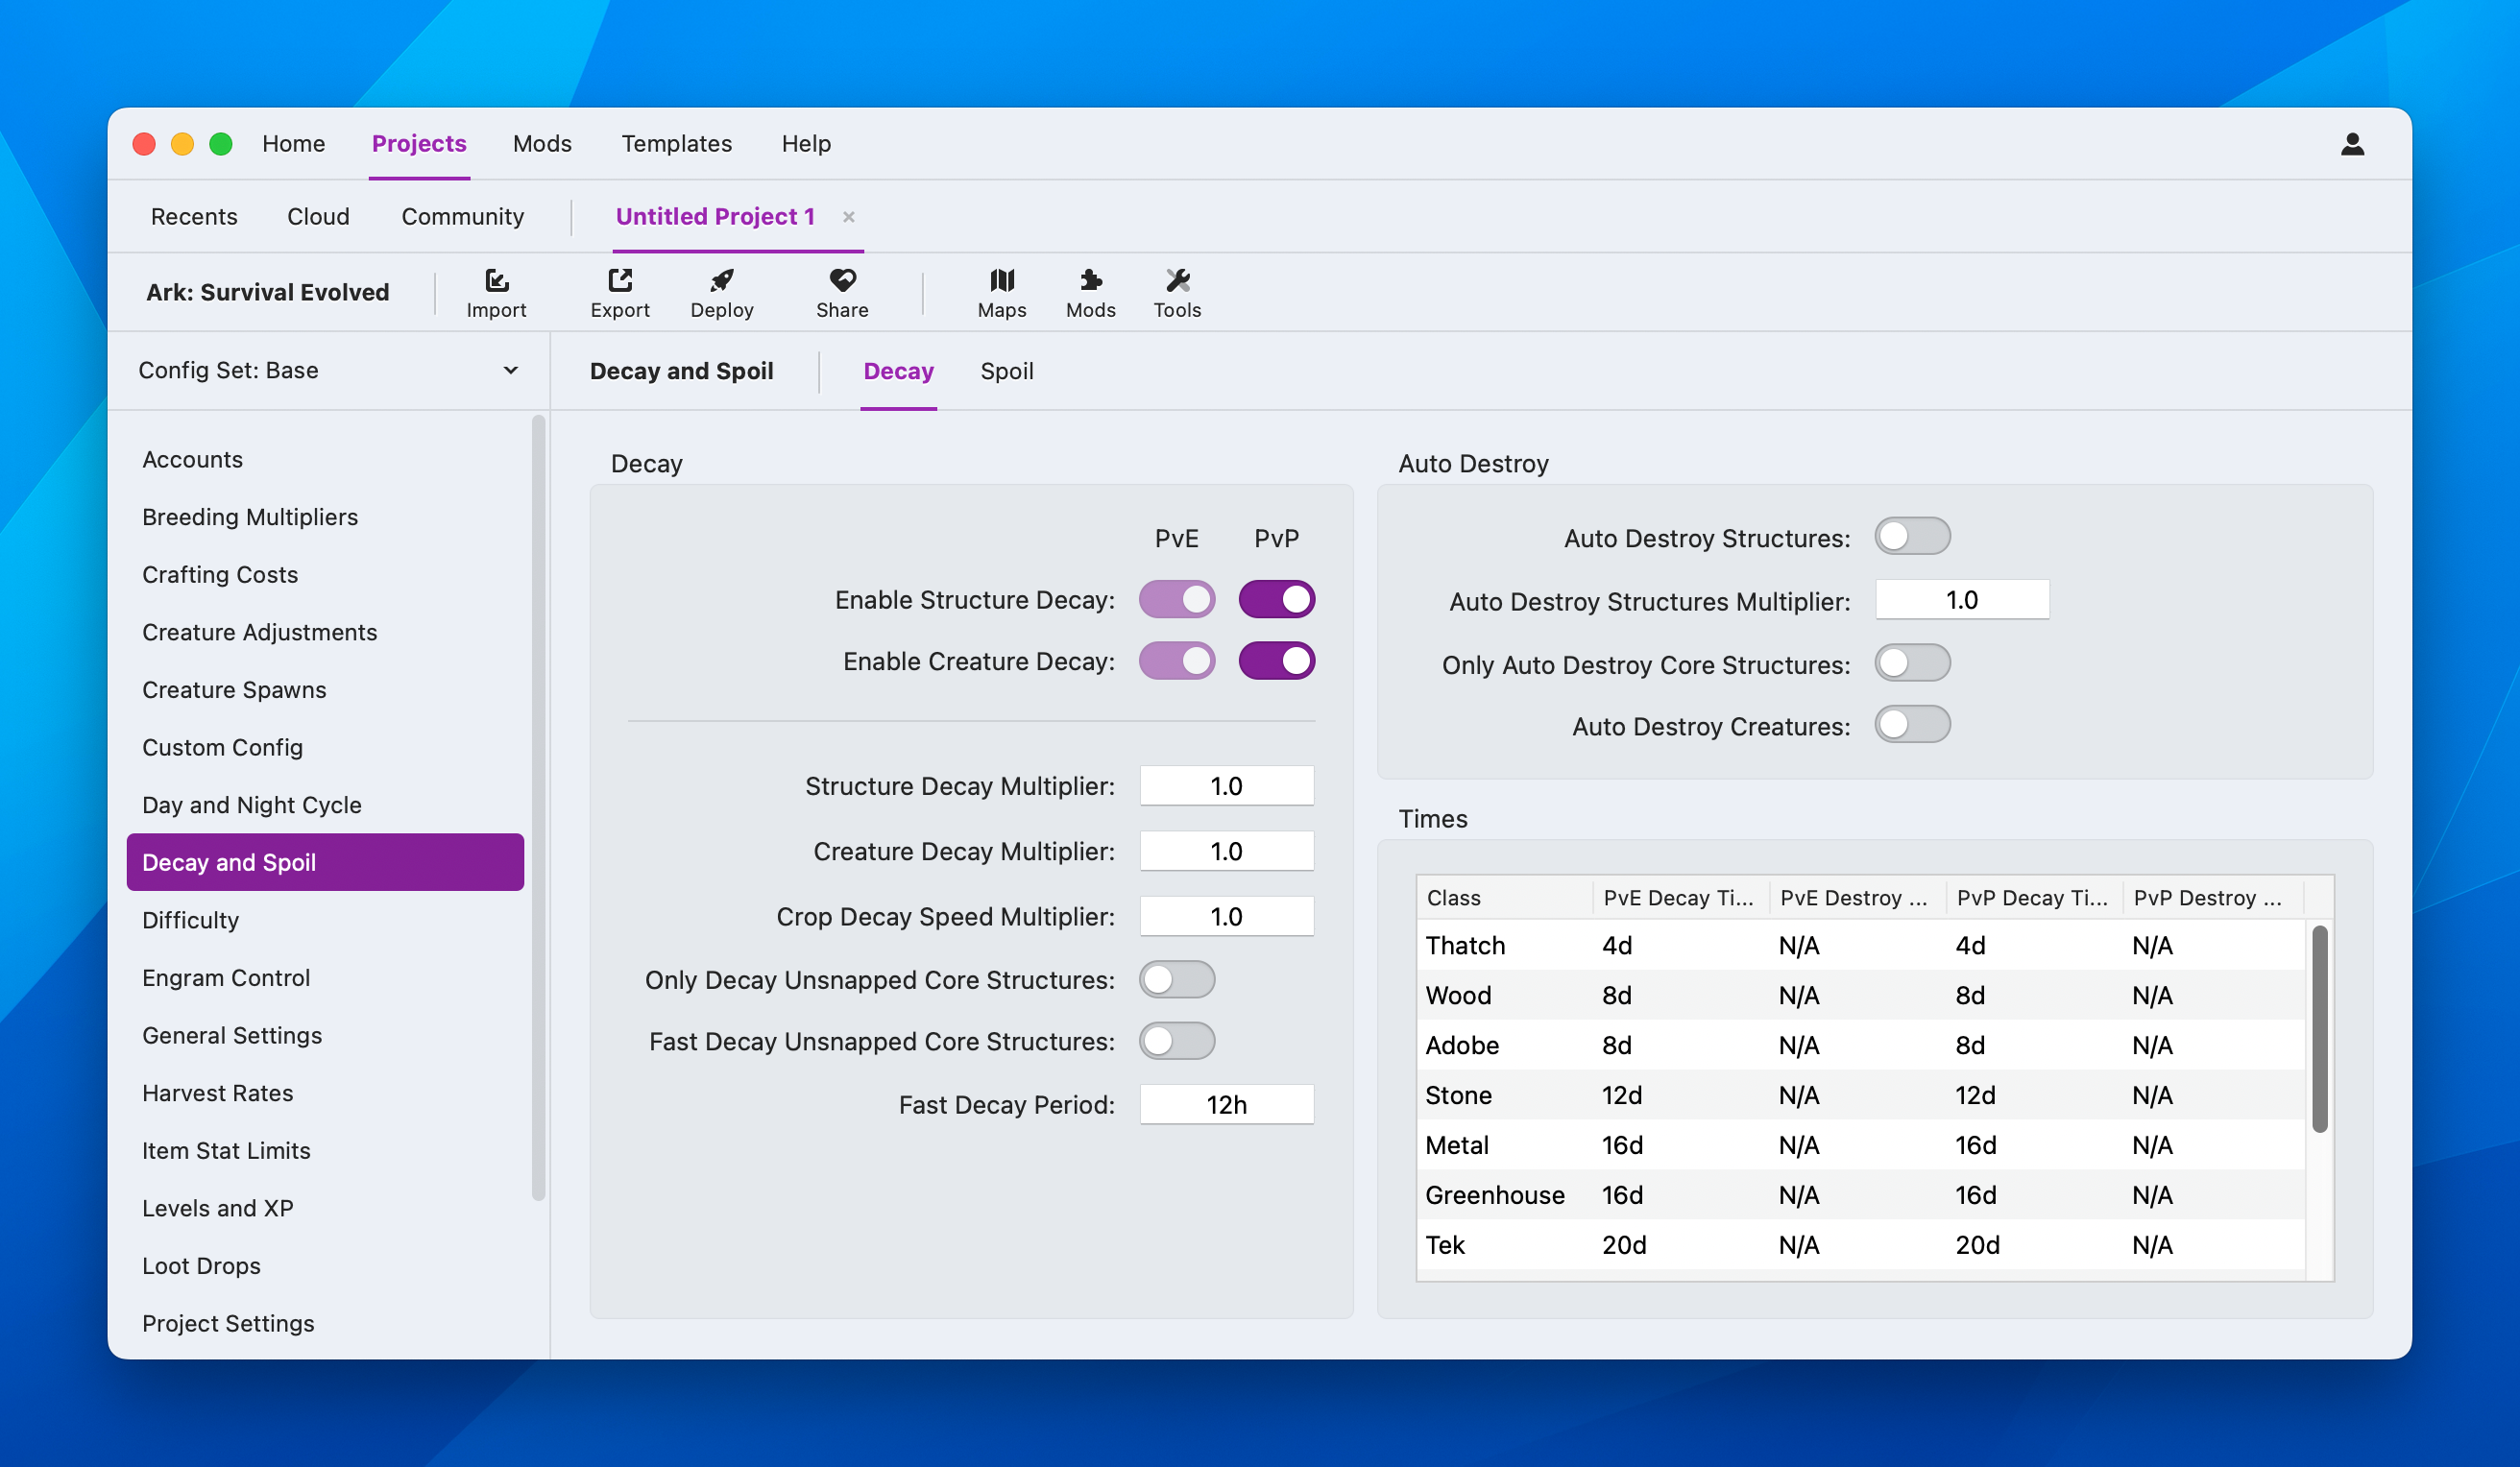 Home Projects Mods Templates Help
Recents Cloud Community Untitled Project 1 ×
Ark: Survival Evolved Import Export Deploy Share Maps Mods Tools
Config Set: Base
Decay and Spoil Decay Spoil
Accounts
Breeding Multipliers
Crafting Costs
Creature Adjustments
Creature Spawns
Custom Config
Day and Night Cycle
Decay and Spoil
Difficulty
Engram Control
General Settings
Harvest Rates
Item Stat Limits
Levels and XP
Loot Drops
Project Settings
Decay
PvE PvP
Enable Structure Decay:
Enable Creature Decay:
Structure Decay Multiplier: 1.0
Creature Decay Multiplier: 1.0
Crop Decay Speed Multiplier: 1.0
Only Decay Unsnapped Core Structures:
Fast Decay Unsnapped Core Structures:
Fast Decay Period: 12h
Auto Destroy
Auto Destroy Structures:
Auto Destroy Structures Multiplier: 1.0
Only Auto Destroy Core Structures:
Auto Destroy Creatures:
Times
Class PvE Decay Ti... PvE Destroy ... PvP Decay Ti... PvP Destroy ...
Thatch 4d N/A 4d N/A
Wood 8d N/A 8d N/A
Adobe 8d N/A 8d N/A
Stone 12d N/A 12d N/A
Metal 16d N/A 16d N/A
Greenhouse 16d N/A 16d N/A
Tek 20d N/A 20d N/A